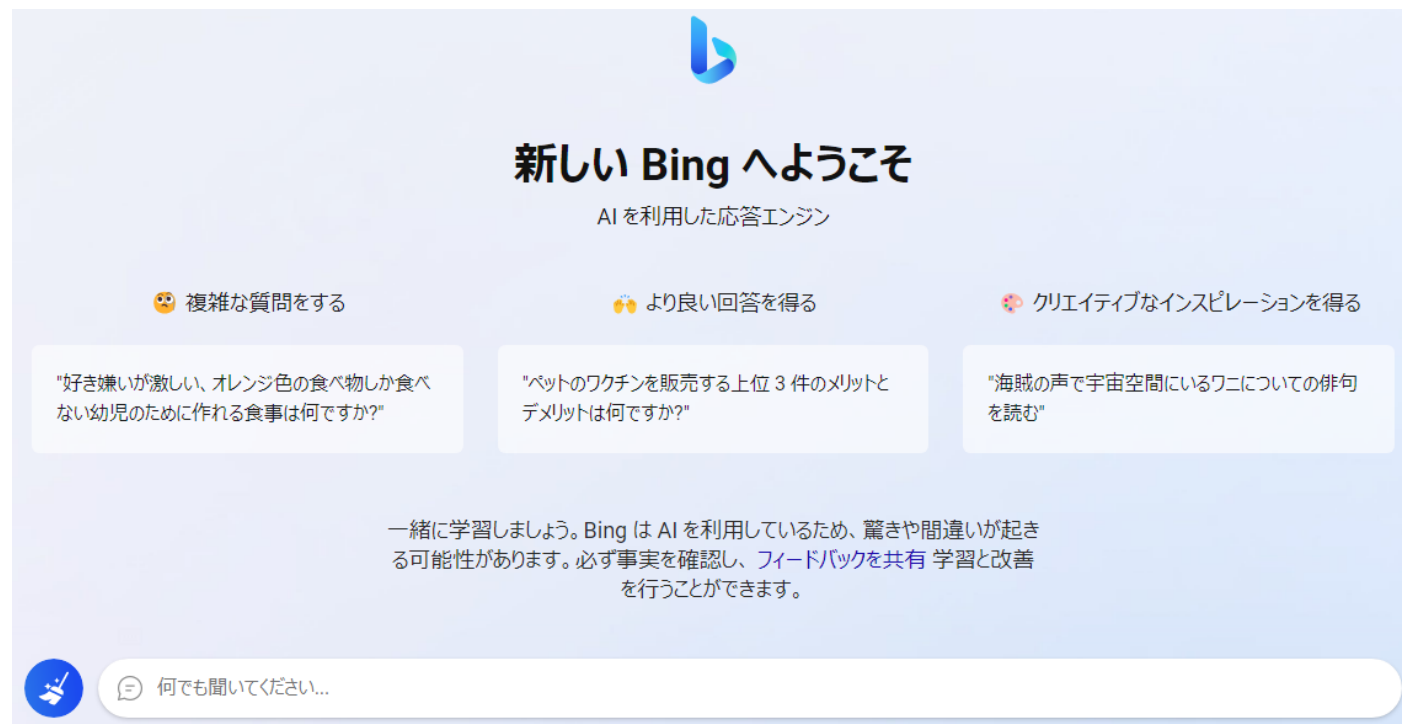 新しい Bing へようこそ
AI を利用した応答エンジン
複雑な質問をする
"好き嫌いが激しい、オレンジ色の食べ物しか食べ
ない幼児のために作れる食事は何ですか?"
より良い回答を得る
"ペットのワクチンを販売する上位 3 件のメリットと
デメリットは何ですか?"
クリエイティブなインスピレーションを得る
"海賊の声で宇宙空間にいるワニについての俳句
を読む"
一緒に学習しましょう。Bing は AI を利用しているため、驚きや間違いが起き
る可能性があります。必ず事実を確認し、フィードバックを共有 学習と改善
を行うことができます。
何でも聞いてください...